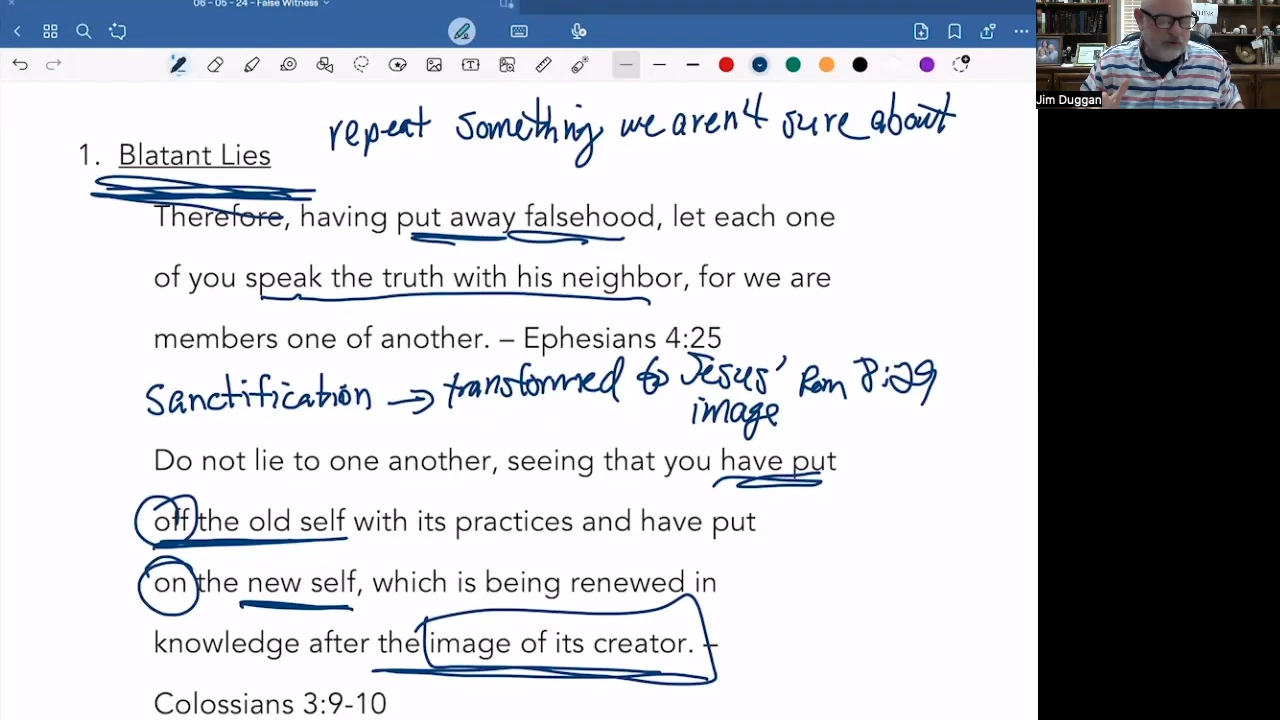 06 - 05 - 24 - False Witness
THINK
Jim Duggan
repeat something we aren't sure about
1. Blatant Lies
Therefore, having put away falsehood, let each one
of you speak the truth with his neighbor, for we are
members one of another. – Ephesians 4:25
Sanctification → transformed to Jesus' Rom 8:29
image
Do not lie to one another, seeing that you have put
off the old self with its practices and have put
on the new self, which is being renewed in
knowledge after the image of its creator. –
Colossians 3:9-10